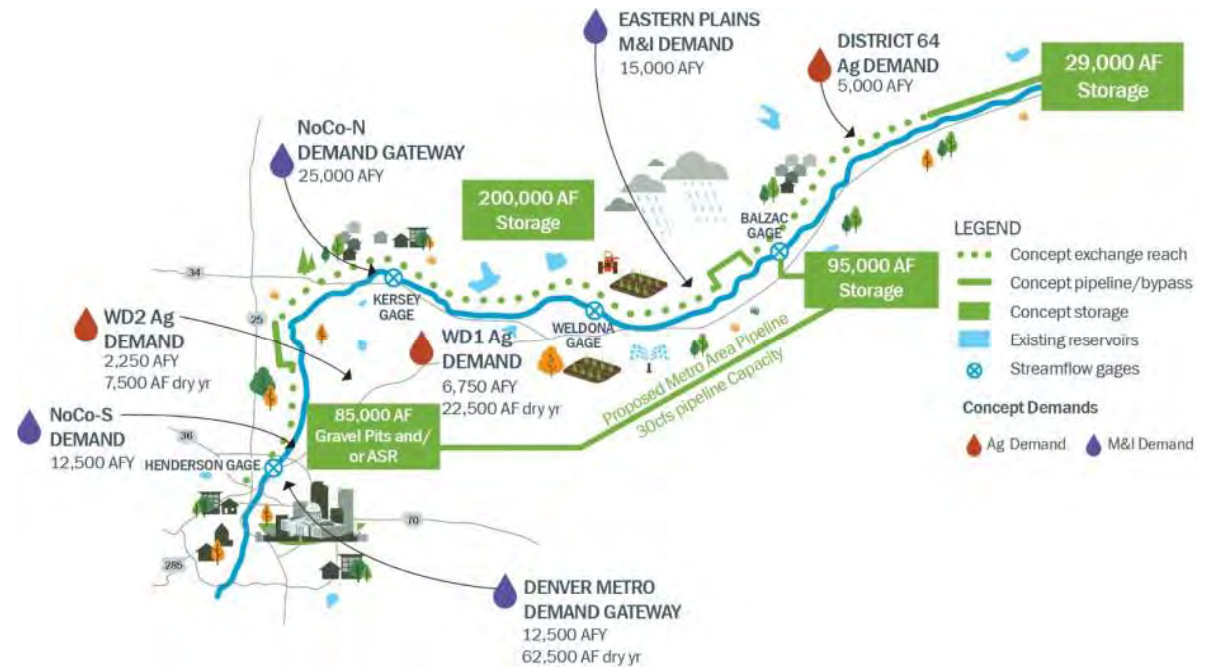 EASTERN PLAINS
M&I DEMAND
15,000 AFY
DISTRICT 64
Ag DEMAND
5,000 AFY
29,000 AF
Storage
NoCo-N
DEMAND GATEWAY
25,000 AFY
200,000 AF
Storage
BALZAC
GAGE
95,000 AF
Storage
34
KERSEY
GAGE
WELDONA
GAGE
25
WD2 Ag
DEMAND
2,250 AFY
7,500 AF dry yr
WD1 Ag
DEMAND
6,750 AFY
22,500 AF dry yr
Proposed Metro Area Pipeline
30cfs pipeline Capacity
NoCo-S
DEMAND
12,500 AFY
36
85,000 AF
Gravel Pits and/
or ASR
HENDERSON GAGE
70
285
DENVER METRO
DEMAND GATEWAY
12,500 AFY
62,500 AF dry yr
LEGEND
Concept exchange reach
Concept pipeline/bypass
Concept storage
Existing reservoirs
Streamflow gages
Concept Demands
Ag Demand
M&I Demand